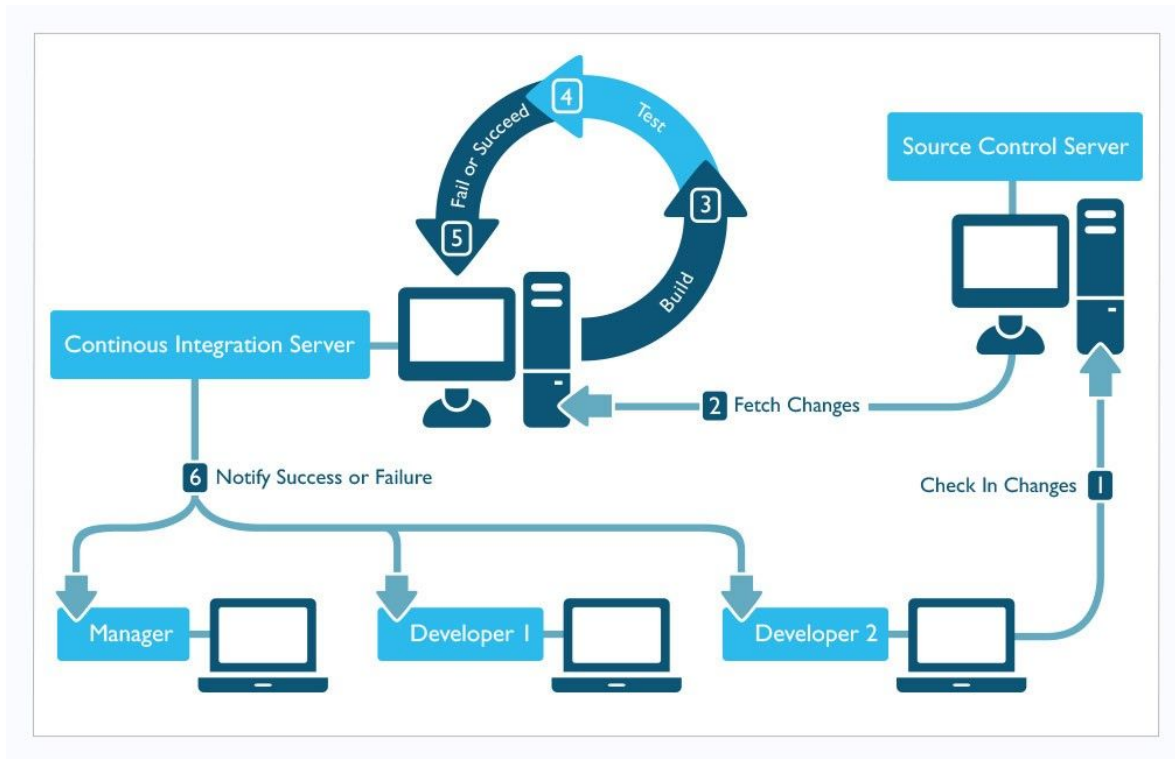 4
Test
Fail or Succeed
Source Control Server
3
5
Build
Continous Integration Server
2 Fetch Changes
6 Notify Success or Failure
Check In Changes 1
Manager
Developer 1
Developer 2